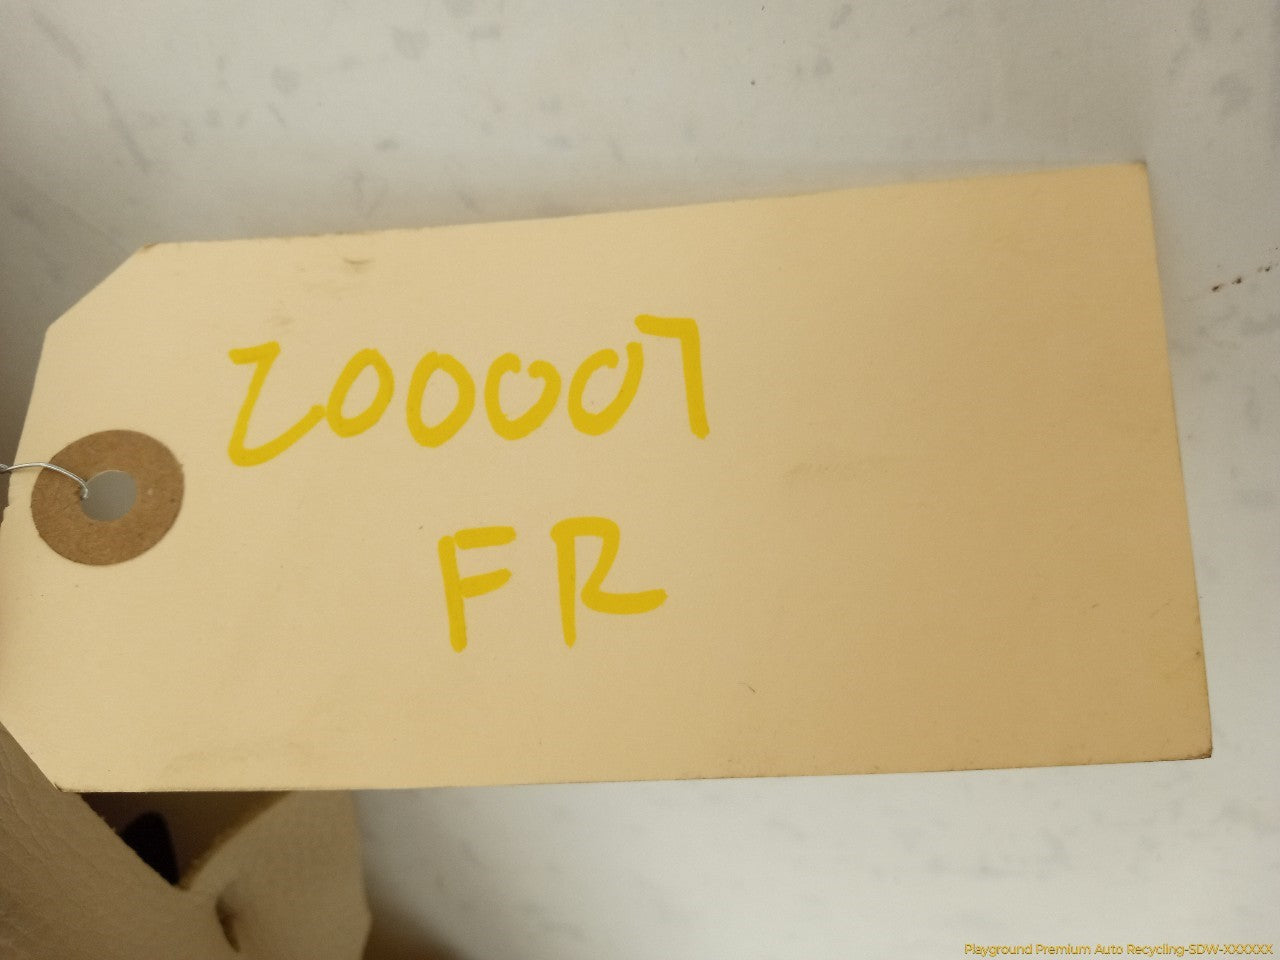 200007
FR
Playground Premium Auto Recycling-SDW-XXXXXX